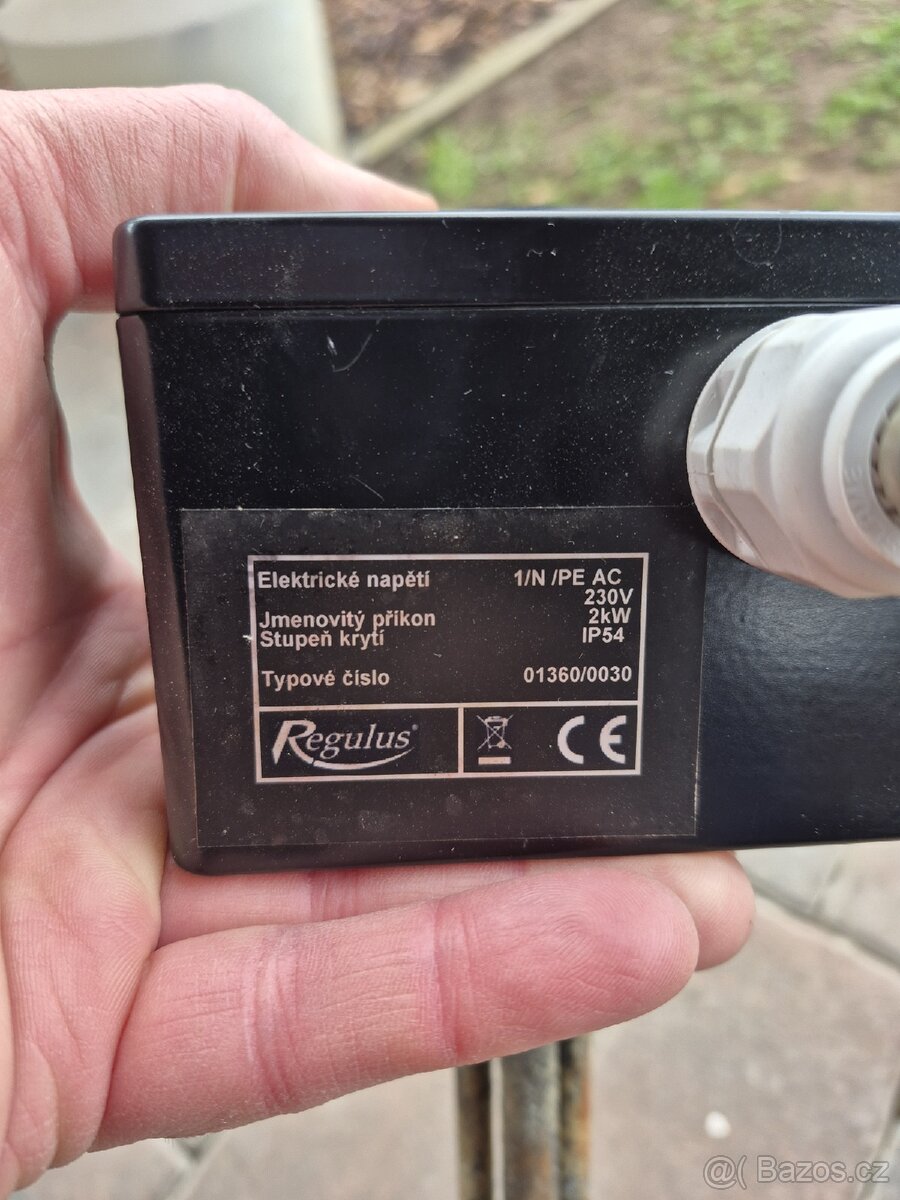 Elektrické napětí 1/N /PE AC
230V
Jmenovitý příkon 2kW
Stupeň krytí IP54
Typové číslo 01360/0030
Regulus® CE
@( Bazos.cz